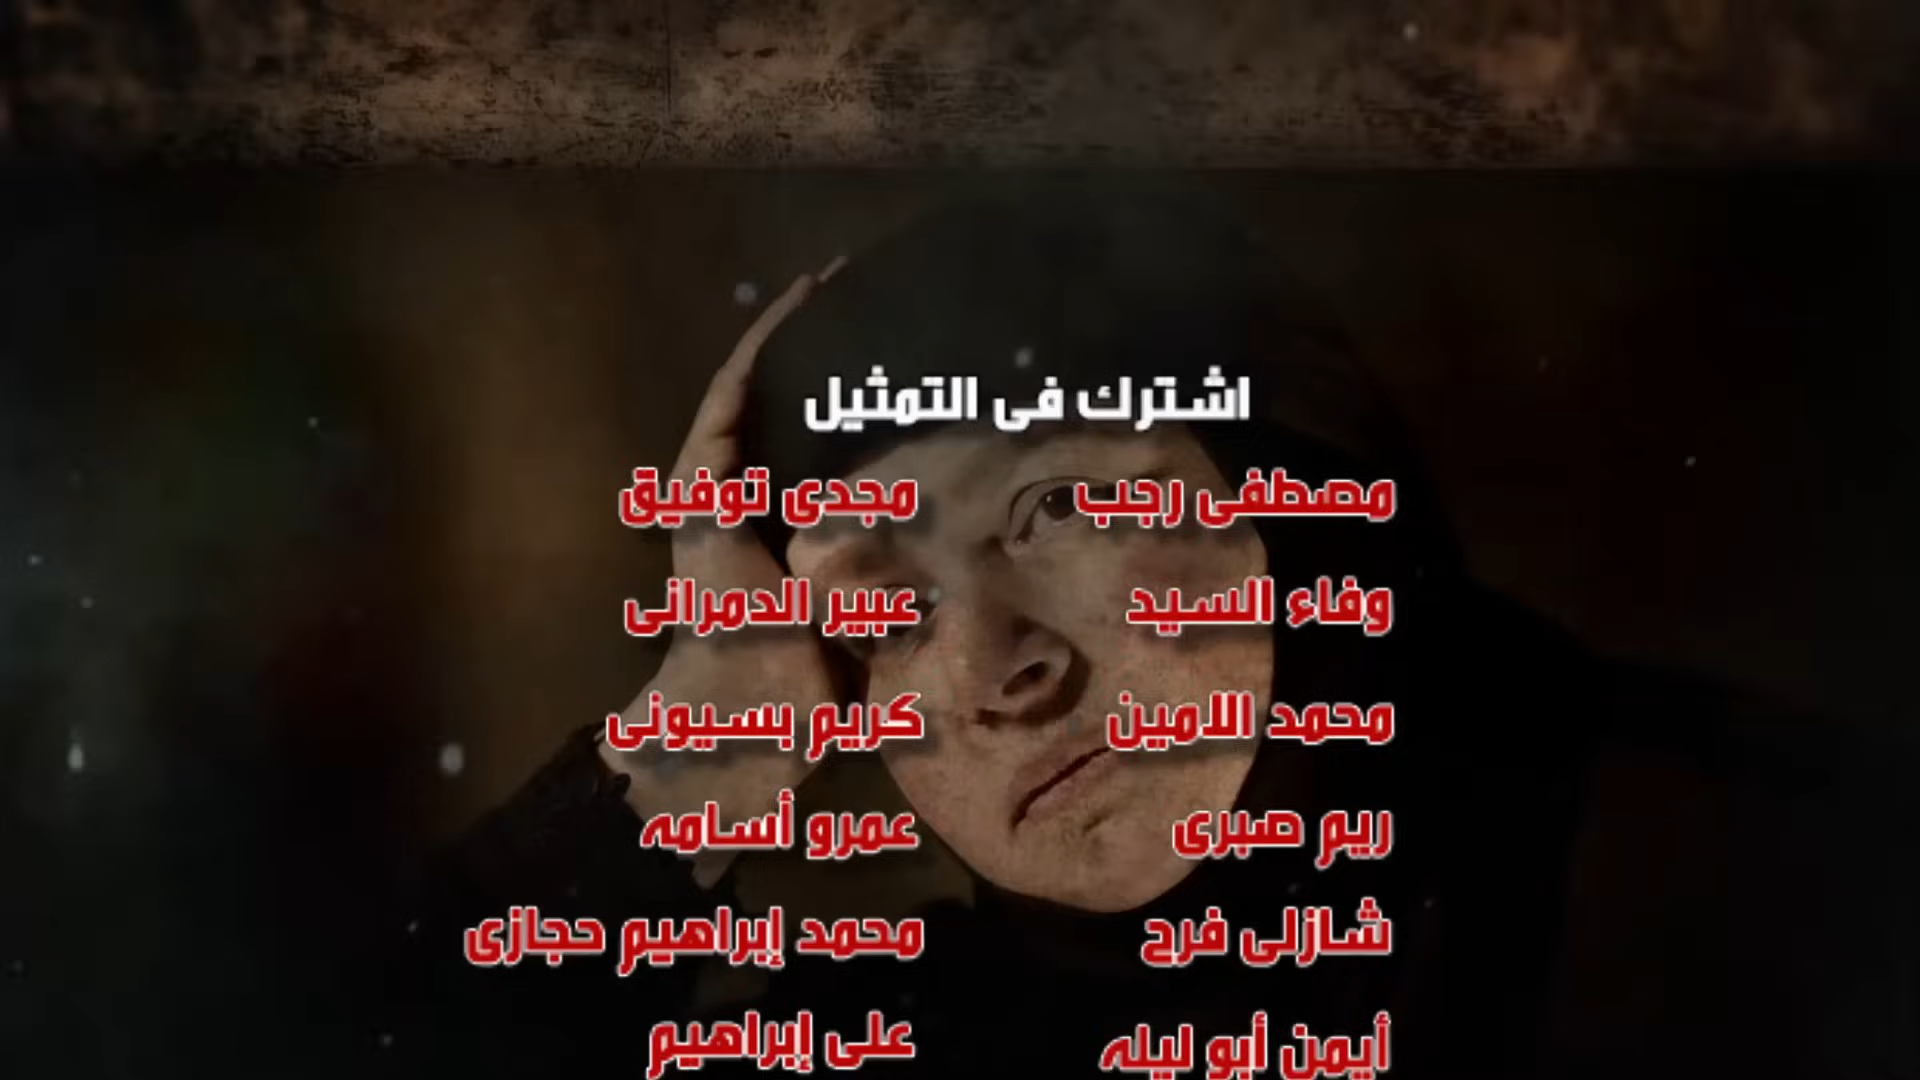 اشترك فى التمثيل
مصطفى رجب مجدى توفيق
وفاء السيد عبير الدمرانى
محمد الامين كريم بسيونى
ريم صبرى عمرو أسامه
شازلى فرح محمد إبراهيم حجازى
أيمن أبو ليله على إبراهيم